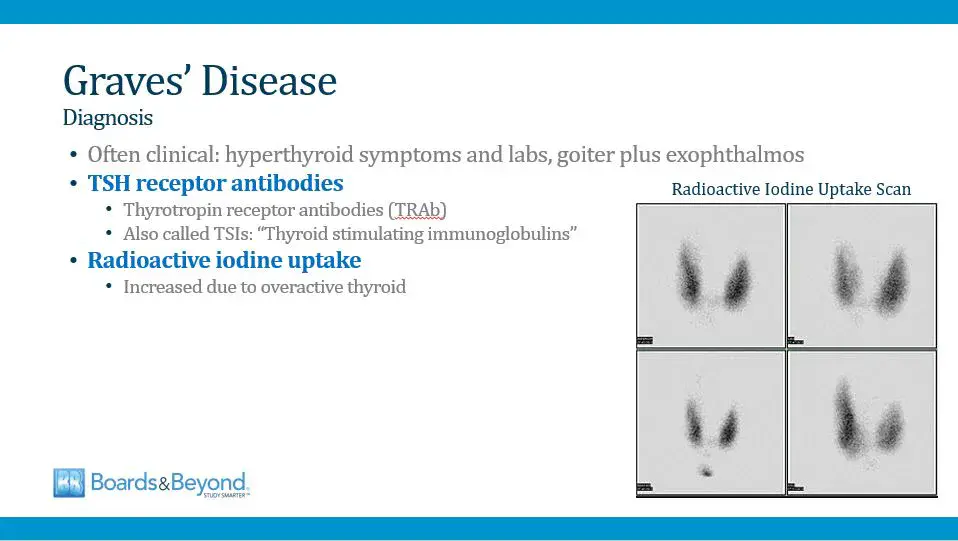 Graves’ Disease
Diagnosis
• Often clinical: hyperthyroid symptoms and labs, goiter plus exophthalmos
• TSH receptor antibodies
• Thyrotropin receptor antibodies (TRAb)
• Also called TSIs: “Thyroid stimulating immunoglobulins”
• Radioactive iodine uptake
• Increased due to overactive thyroid
Radioactive Iodine Uptake Scan
BB Boards&Beyond.
STUDY SMARTER™